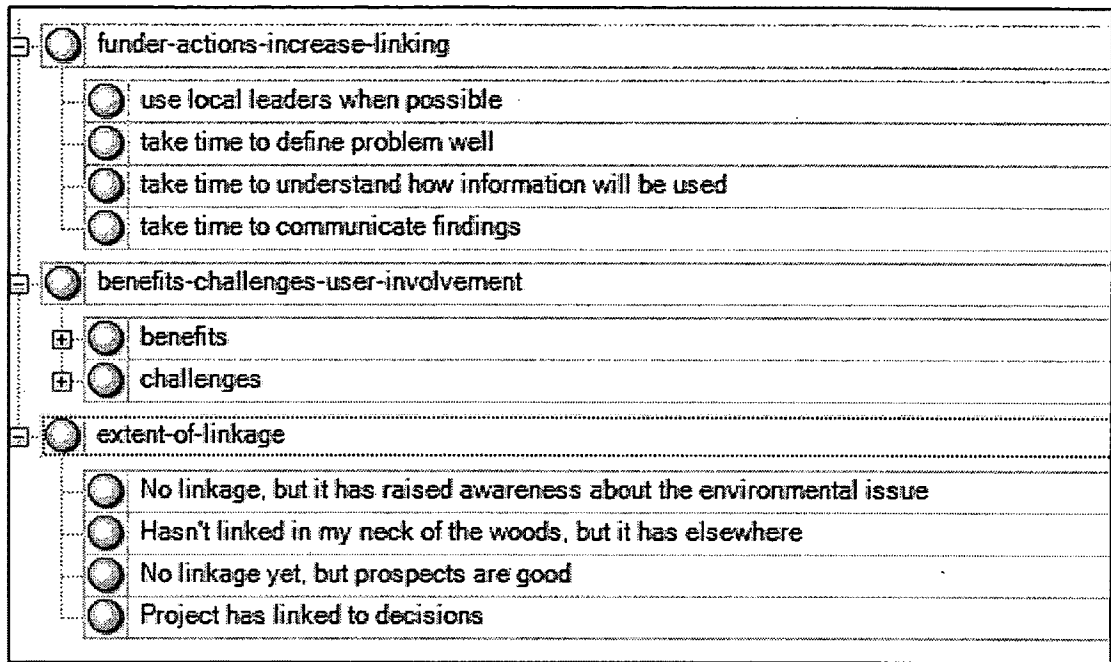 funder-actions-increase-linking
use local leaders when possible
take time to define problem well
take time to understand how information will be used
take time to communicate findings
benefits-challenges-user-involvement
benefits
challenges
extent-of-linkage
No linkage, but it has raised awareness about the environmental issue
Hasn't linked in my neck of the woods, but it has elsewhere
No linkage yet, but prospects are good
Project has linked to decisions